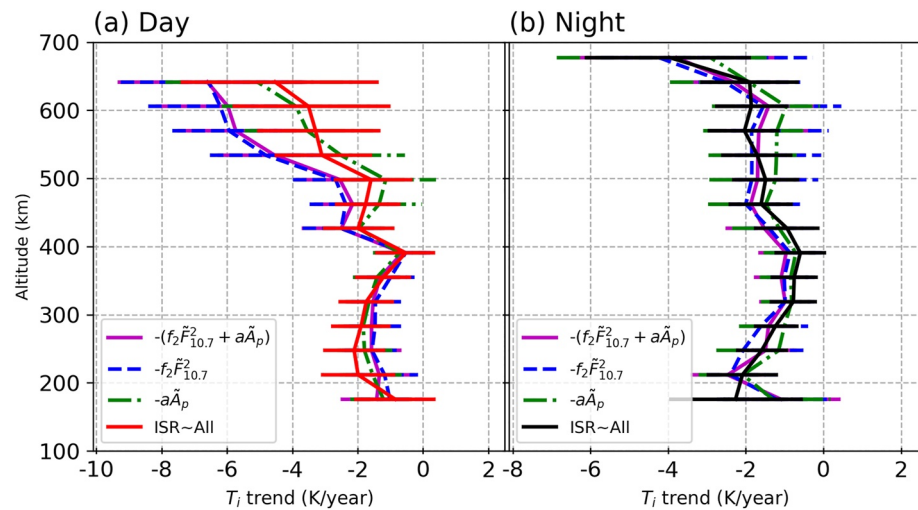 (a) Day
(b) Night
700
600
500
400
300
200
100
Altitude (km)
-(f₂F̃²₁₀.₇ + aÃₚ)
-f₂F̃²₁₀.₇
-aÃₚ
ISR~All
-(f₂F̃²₁₀.₇ + aÃₚ)
-f₂F̃²₁₀.₇
-aÃₚ
ISR~All
-10 -8 -6 -4 -2 0 2
-8 -6 -4 -2 0 2
Tᵢ trend (K/year)
Tᵢ trend (K/year)